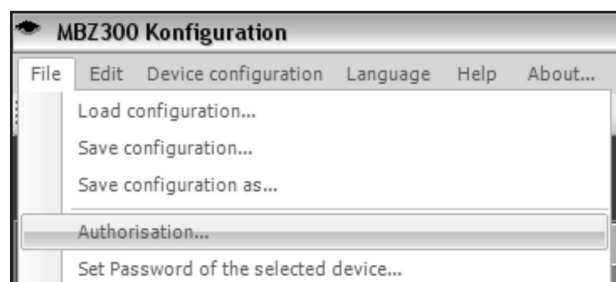 MBZ300 Konfiguration
File Edit Device configuration Language Help About...
Load configuration...
Save configuration...
Save configuration as...
Authorisation...
Set Password of the selected device...